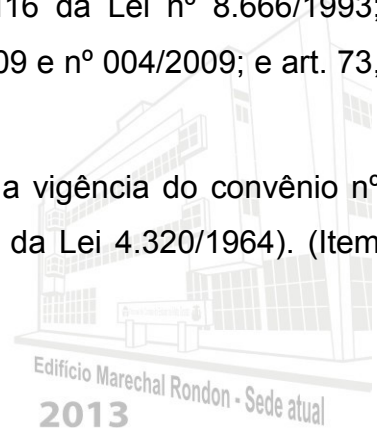 116 da Lei nº 8.666/1993;
09 e nº 004/2009; e art. 73,
a vigência do convênio nº
da Lei 4.320/1964). (Item
Edifício Marechal Rondon - Sede atual
2013